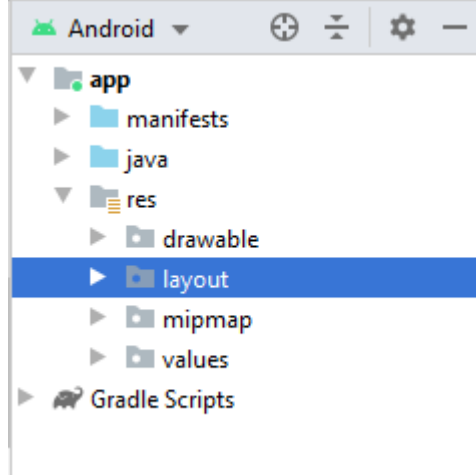 Android
app
manifests
java
res
drawable
layout
mipmap
values
Gradle Scripts